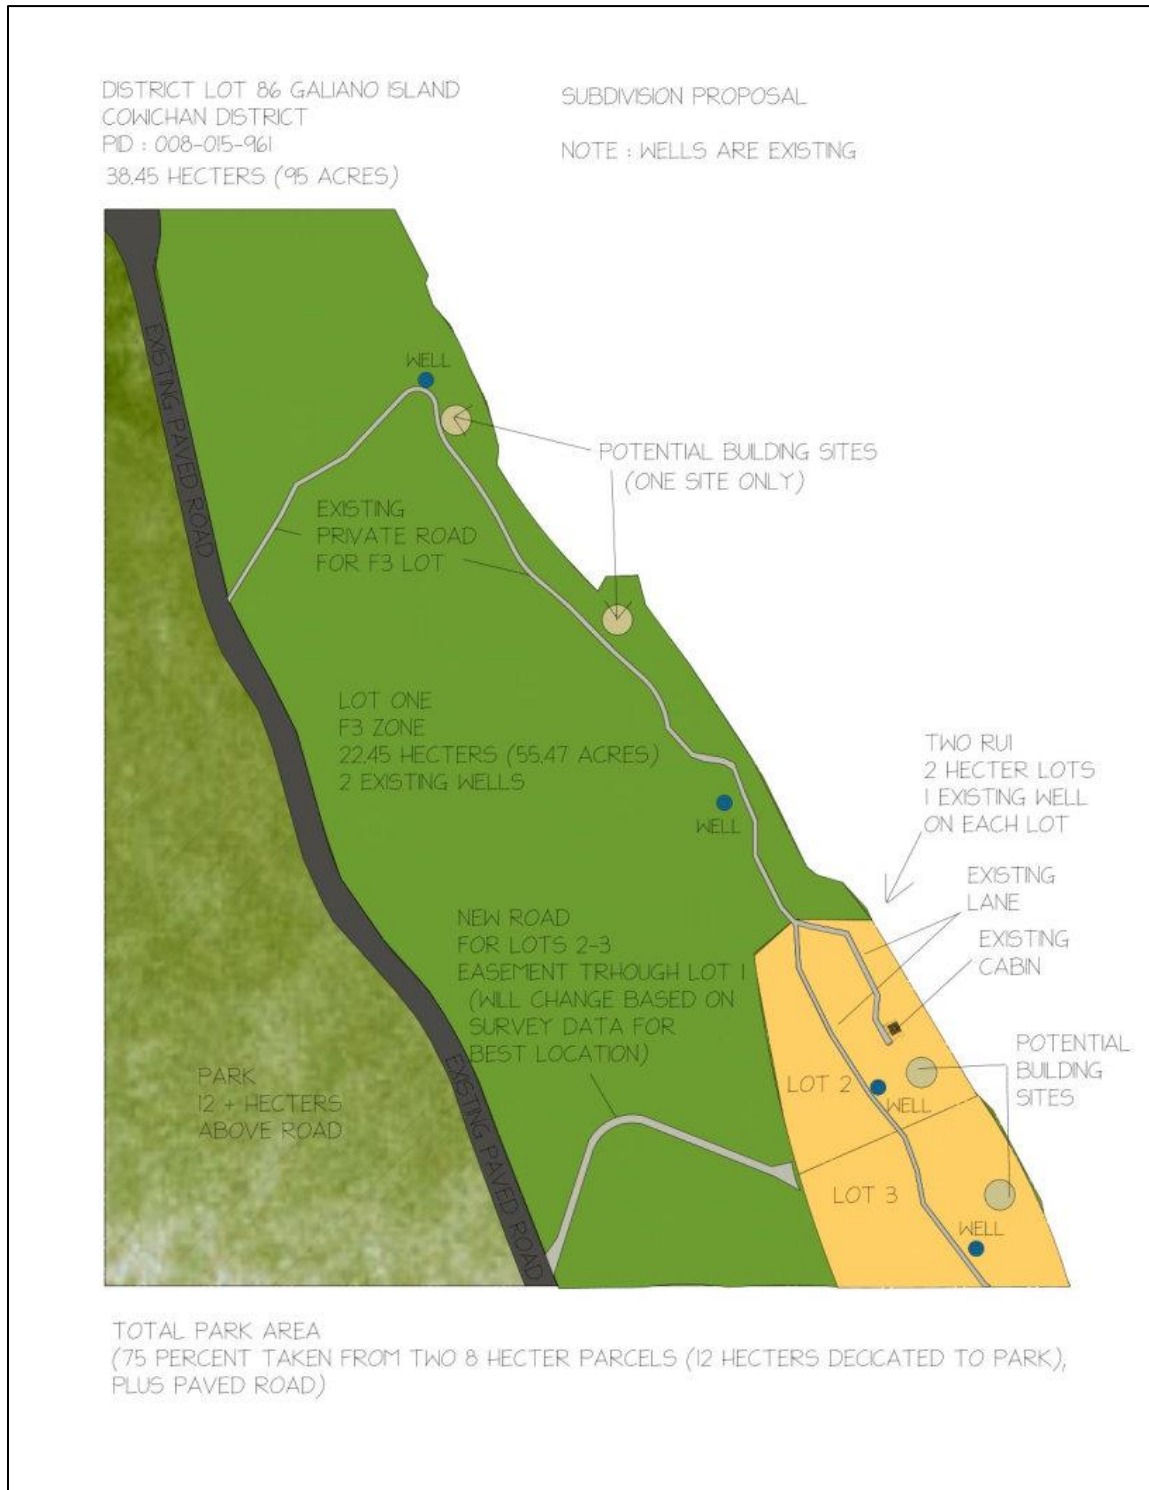 DISTRICT LOT 86 GALIANO ISLAND
COWICHAN DISTRICT
PID : 008-015-961
38.45 HECTERS (95 ACRES)
SUBDIVISION PROPOSAL
NOTE : WELLS ARE EXISTING
EXISTING PAVED ROAD
WELL
POTENTIAL BUILDING SITES
(ONE SITE ONLY)
EXISTING
PRIVATE ROAD
FOR F3 LOT
LOT ONE
F3 ZONE
22.45 HECTERS (55.47 ACRES)
2 EXISTING WELLS
WELL
TWO RU1
2 HECTER LOTS
1 EXISTING WELL
ON EACH LOT
EXISTING
LANE
EXISTING
CABIN
NEW ROAD
FOR LOTS 2-3
EASEMENT TRHOUGH LOT 1
(WILL CHANGE BASED ON
SURVEY DATA FOR
BEST LOCATION)
POTENTIAL
BUILDING
SITES
LOT 2
WELL
PARK
12 + HECTERS
ABOVE ROAD
EXISTING PAVED ROAD
LOT 3
WELL
TOTAL PARK AREA
(75 PERCENT TAKEN FROM TWO 8 HECTER PARCELS (12 HECTERS DECICATED TO PARK),
PLUS PAVED ROAD)